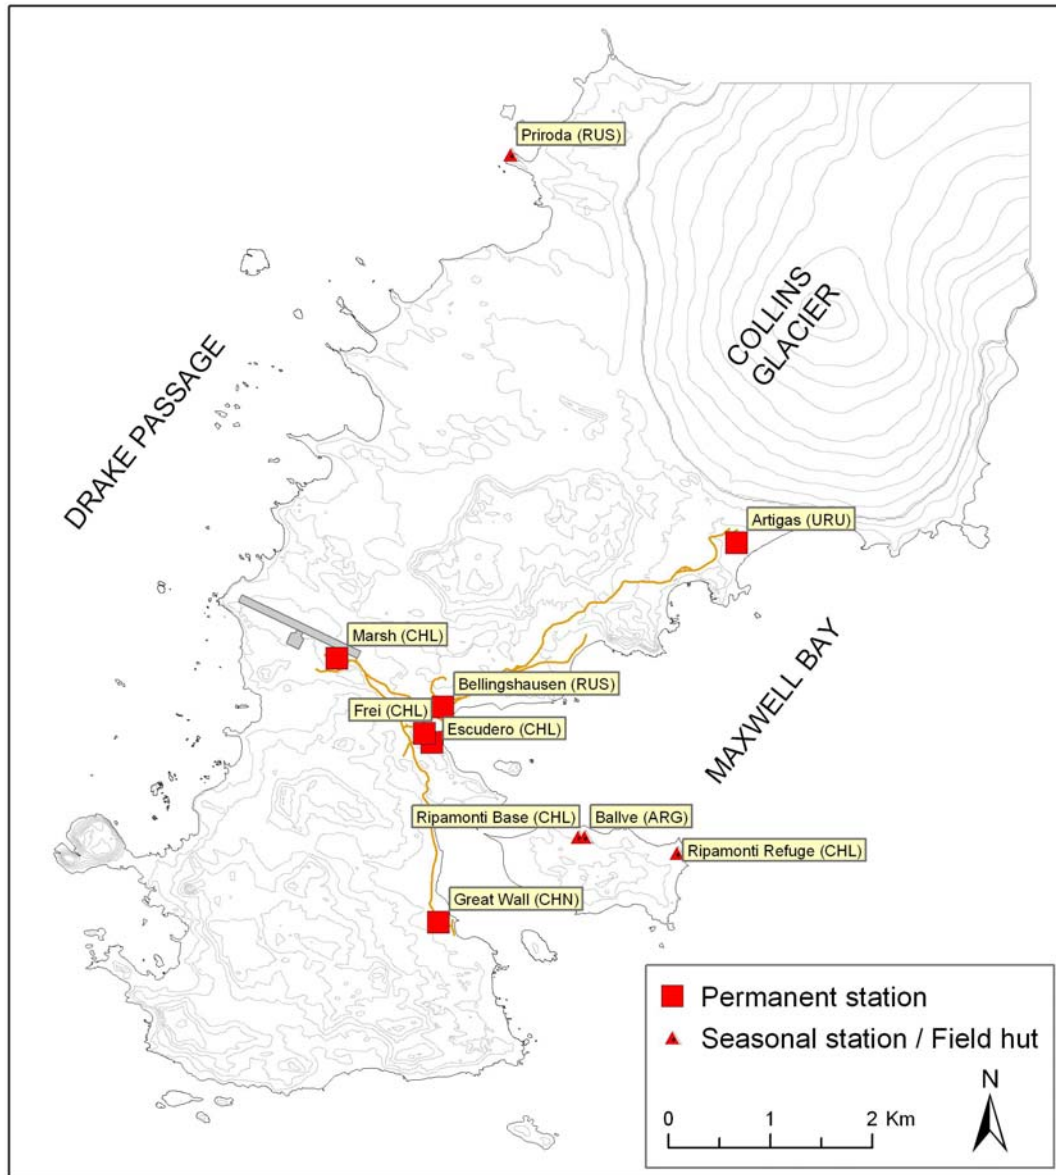 Priroda (RUS)
COLLINS
GLACIER
DRAKE PASSAGE
Artigas (URU)
Marsh (CHL)
Bellingshausen (RUS)
Frei (CHL)
Escudero (CHL)
MAXWELL BAY
Ripamonti Base (CHL)
Ballve (ARG)
Ripamonti Refuge (CHL)
Great Wall (CHN)
Permanent station
Seasonal station / Field hut
N
0 1 2 Km